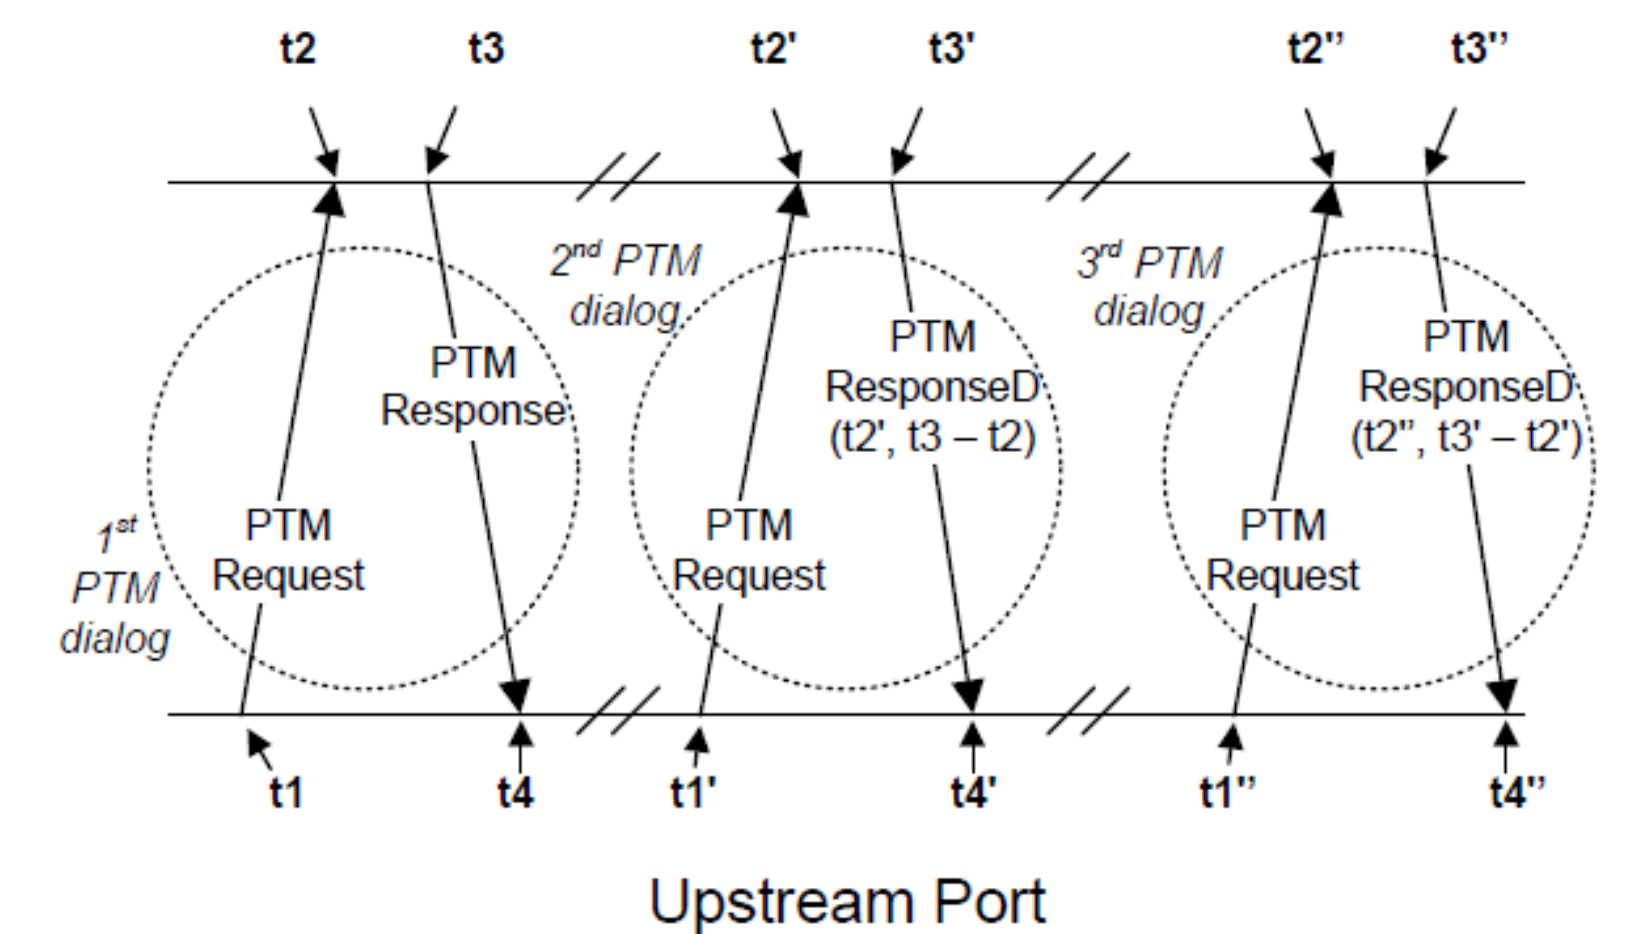 t2 t3 t2' t3' t2’’ t3’’
2nd PTM
dialog
3rd PTM
dialog
PTM
Response
PTM
ResponseD
(t2', t3 – t2)
PTM
ResponseD
(t2’’, t3' – t2')
1st
PTM
dialog
PTM
Request
PTM
Request
PTM
Request
t1 t4 t1' t4' t1’’ t4’’
Upstream Port